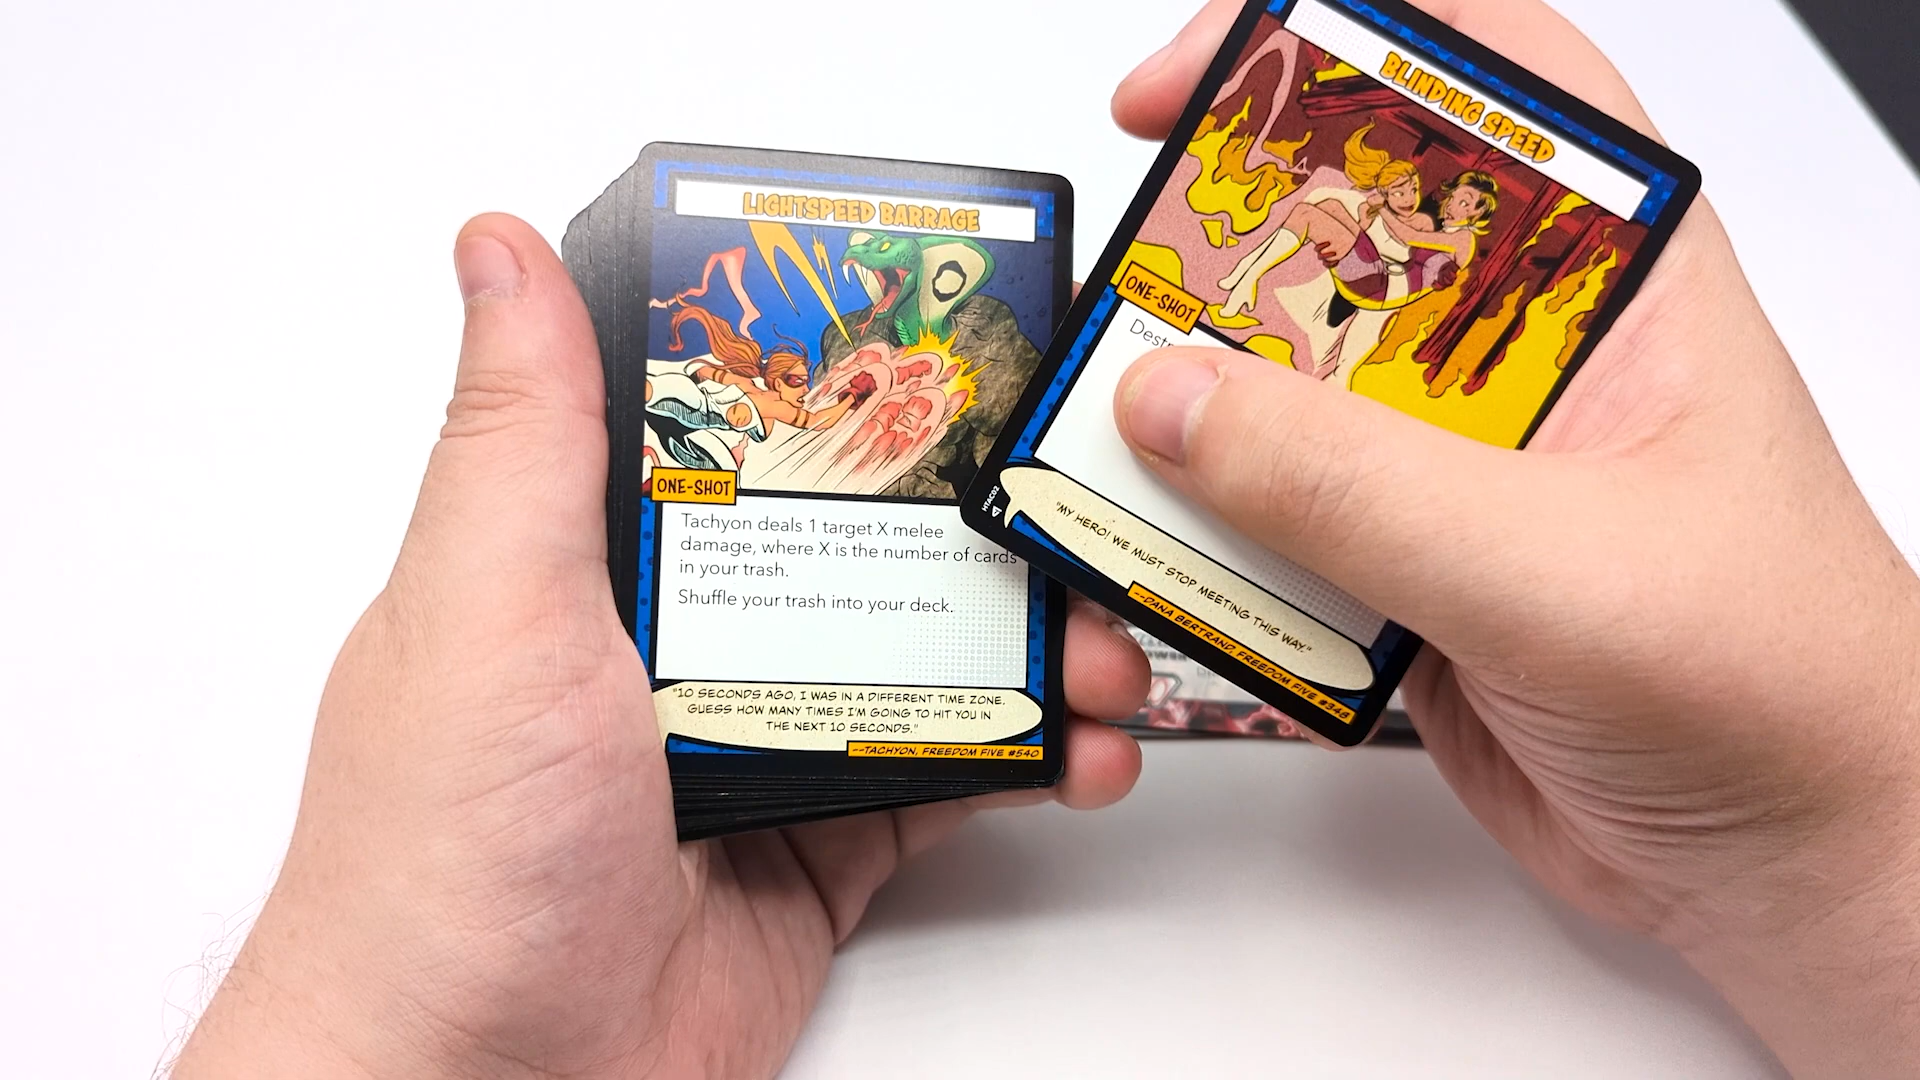 LIGHTSPEED BARRAGE
ONE-SHOT
Tachyon deals 1 target X melee
damage, where X is the number of cards
in your trash.
Shuffle your trash into your deck.
"10 SECONDS AGO, I WAS IN A DIFFERENT TIME ZONE.
GUESS HOW MANY TIMES I'M GOING TO HIT YOU IN
THE NEXT 10 SECONDS."
--TACHYON, FREEDOM FIVE #540
BLINDING SPEED
ONE-SHOT
HTAC02
"MY HERO! WE MUST STOP MEETING THIS WAY."
--DANA BERTRAND, FREEDOM FIVE #348